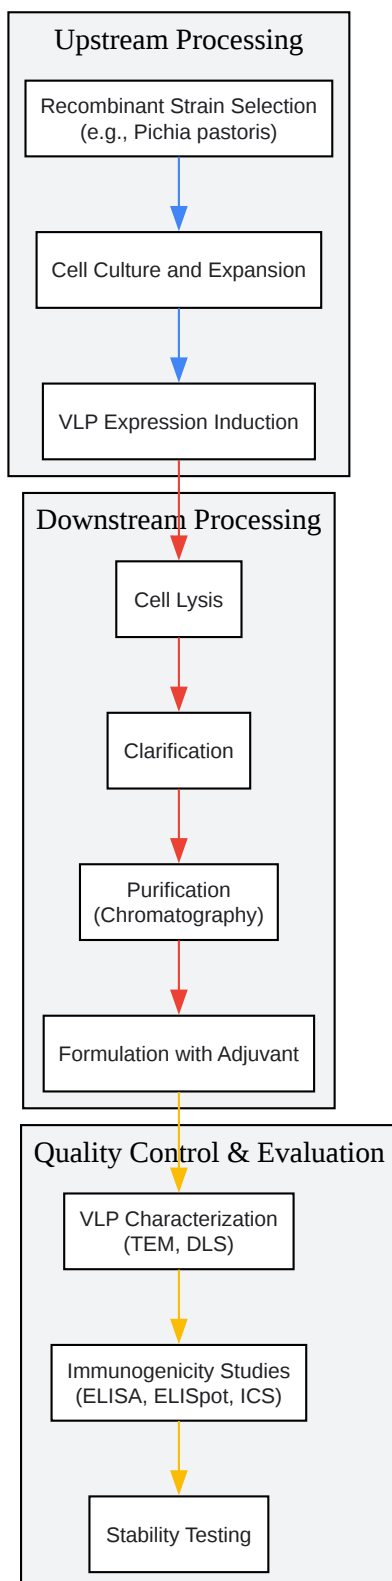 Upstream Processing
Recombinant Strain Selection
(e.g., Pichia pastoris)
Cell Culture and Expansion
VLP Expression Induction
Downstream Processing
Cell Lysis
Clarification
Purification
(Chromatography)
Formulation with Adjuvant
Quality Control & Evaluation
VLP Characterization
(TEM, DLS)
Immunogenicity Studies
(ELISA, ELISpot, ICS)
Stability Testing